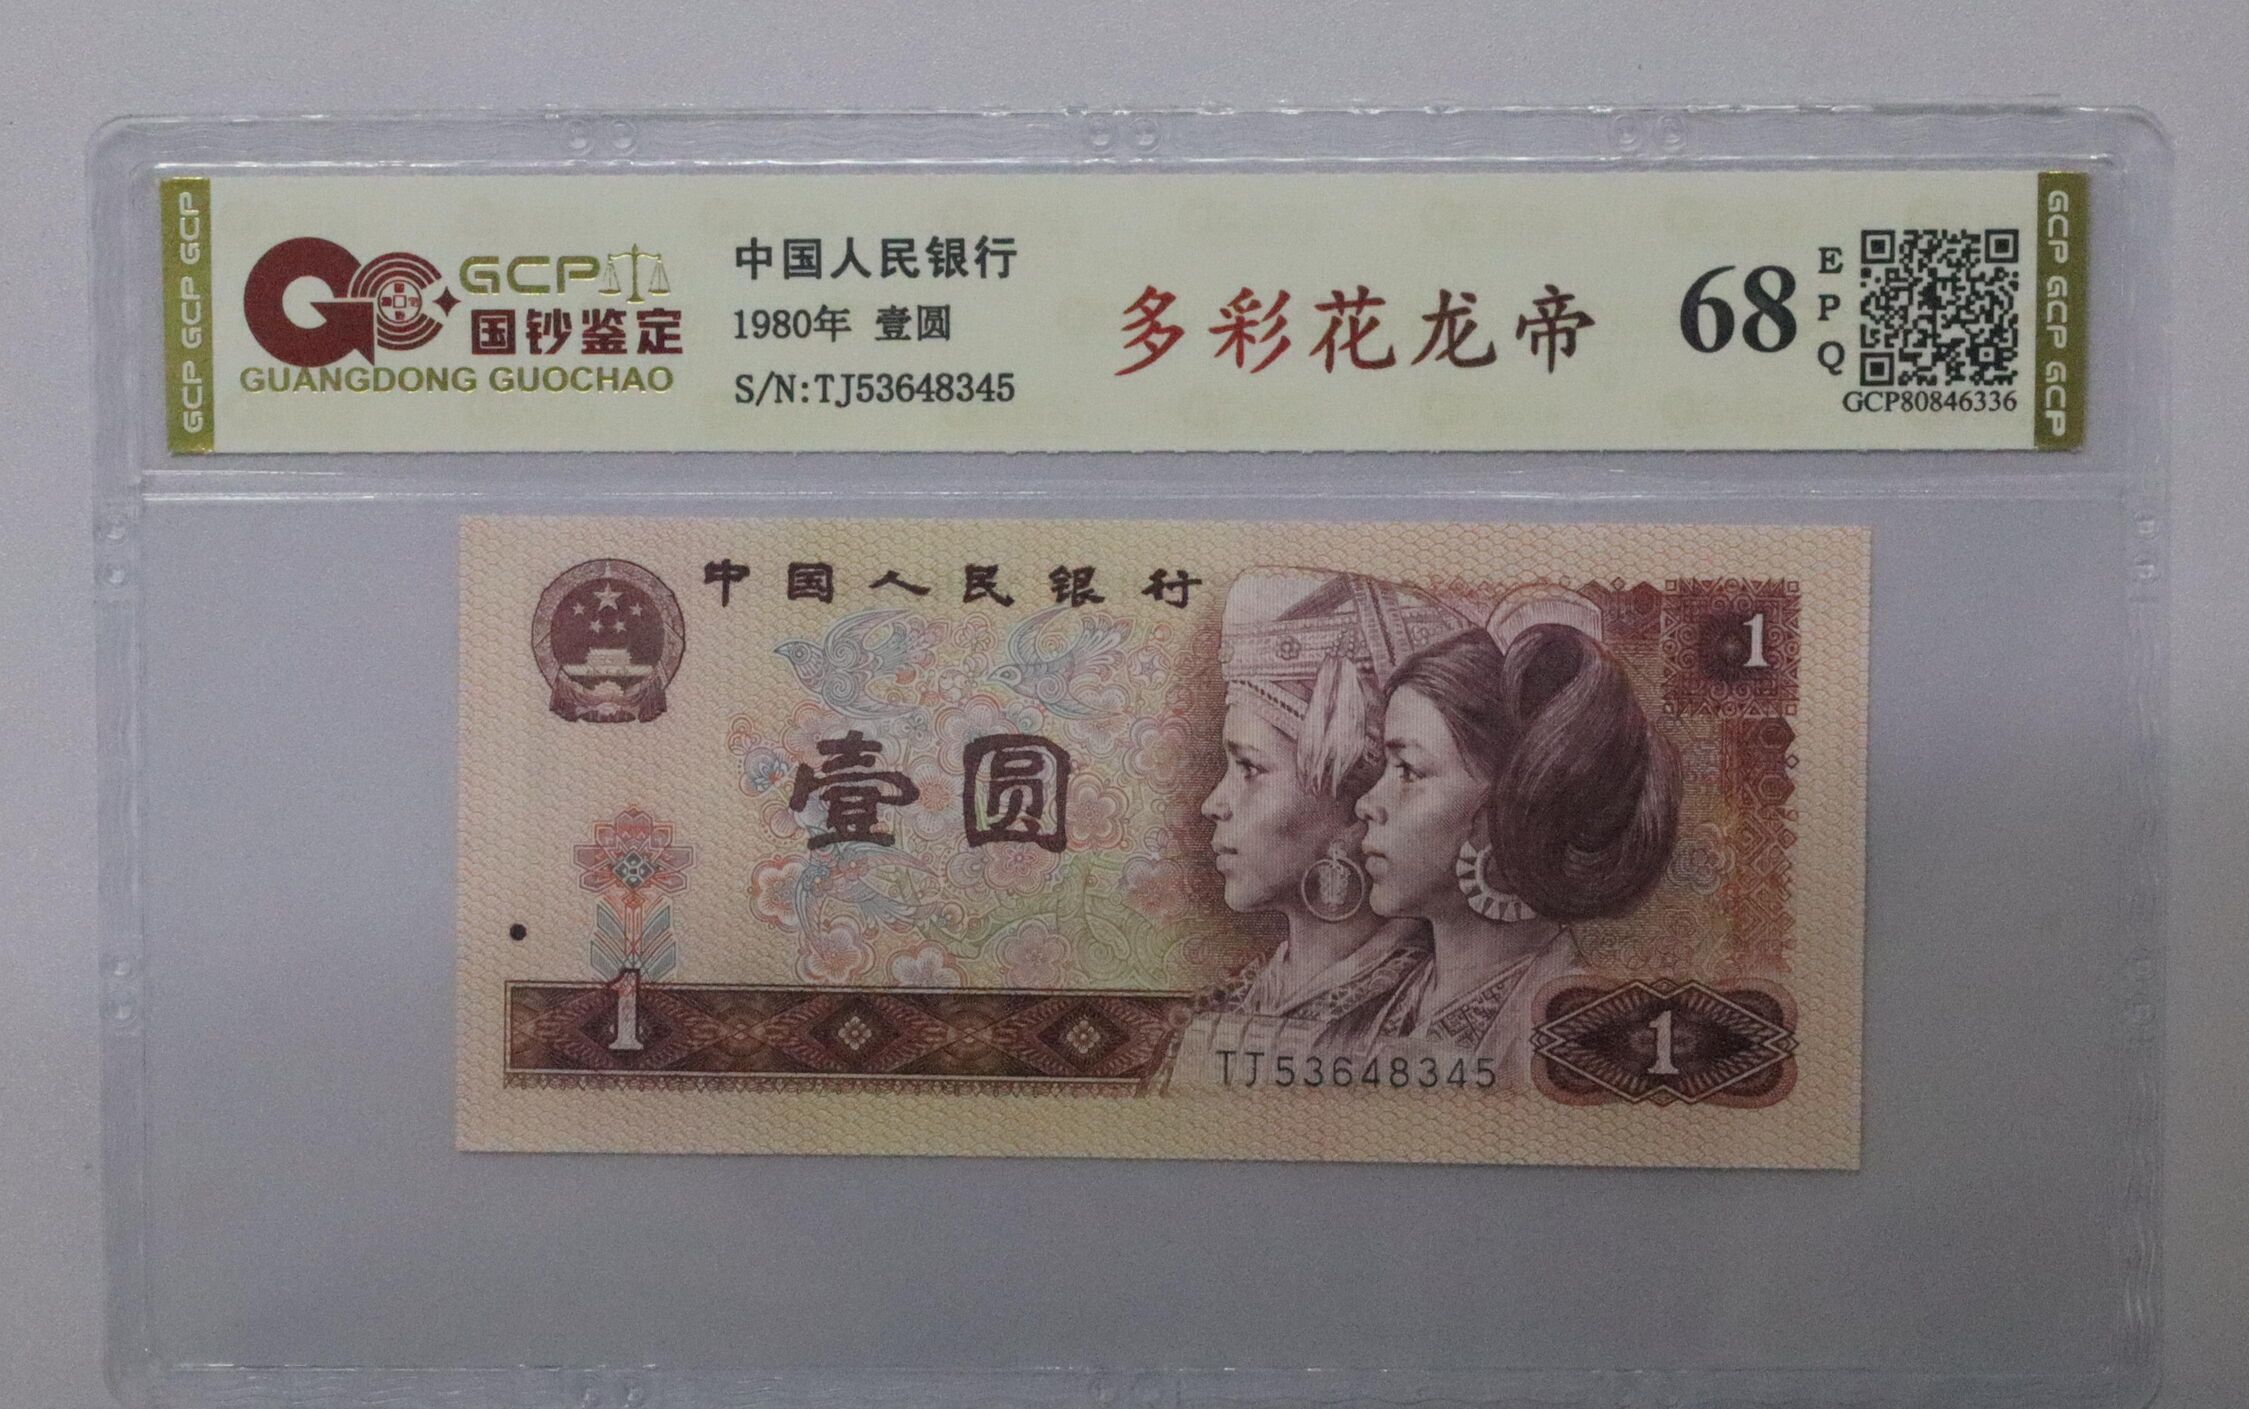 GCP GCP GCP
GCP
国钞鉴定
GUANGDONG GUOCHAO
中国人民银行
1980年 壹圆
S/N:TJ53648345
多彩花龙帝
68
EPQ
GCP80846336
GCP GCP GCP
中国人民银行
1
壹圆
1
1
TJ53648345